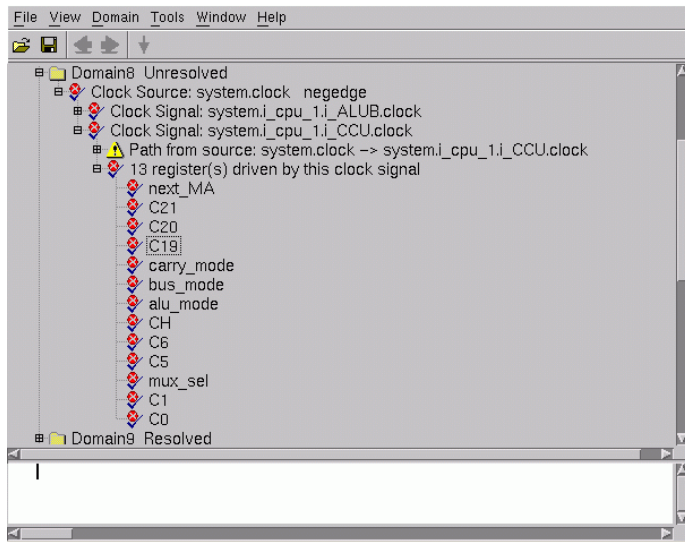 File View Domain Tools Window Help
Domain8 Unresolved
Clock Source: system.clock negedge
Clock Signal: system.i_cpu_1.i_ALUB.clock
Clock Signal: system.i_cpu_1.i_CCU.clock
Path from source: system.clock -> system.i_cpu_1.i_CCU.clock
13 register(s) driven by this clock signal
next_MA
C21
C20
C19
carry_mode
bus_mode
alu_mode
CH
C6
C5
mux_sel
C1
C0
Domain9 Resolved